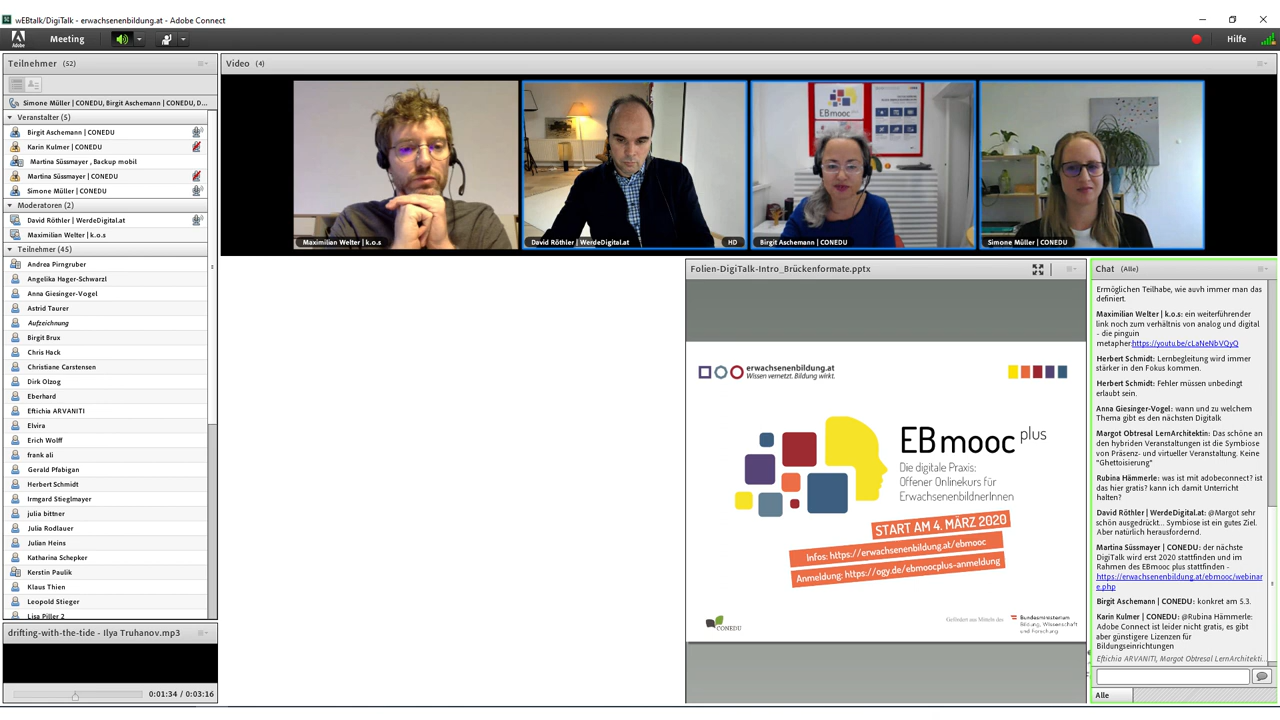 wEBtalk/DigiTalk - erwachsenenbildung.at - Adobe Connect
Adobe
Meeting
Hilfe
Teilnehmer (52)
Simone Müller | CONEDU, Birgit Aschemann | CONEDU, D...
Veranstalter (5)
Birgit Aschemann | CONEDU
Karin Kulmer | CONEDU
Martina Süssmayer , Backup mobil
Martina Süssmayer | CONEDU
Simone Müller | CONEDU
Moderatoren (2)
David Röthler | WerdeDigital.at
Maximilian Welter | k.o.s
Teilnehmer (45)
Andrea Pirngruber
Angelika Hager-Schwarzl
Anna Giesinger-Vogel
Astrid Taurer
Aufzeichnung
Birgit Brux
Chris Hack
Christiane Carstensen
Dirk Olzog
Eberhard
Eftichia ARVANITI
Elvira
Erich Wolff
frank ali
Gerald Pfabigan
Herbert Schmidt
Irmgard Stieglmayer
julia bittner
Julia Rodlauer
Julian Heins
Katharina Schepker
Kerstin Paulik
Klaus Thien
Leopold Stieger
Lisa Piller 2
drifting-with-the-tide - Ilya Truhanov.mp3
0:01:34 / 0:03:16
Video (4)
EBmooc
Maximilian Welter | k.o.s
David Röthler | WerdeDigital.at
HD
Birgit Aschemann | CONEDU
Simone Müller | CONEDU
Folien-DigiTalk-Intro_Brückenformate.pptx
erwachsenenbildung.at
Wissen vernetzt. Bildung wirkt.
EBmooc plus
Die digitale Praxis:
Offener Onlinekurs für
ErwachsenenbildnerInnen
START AM 4. MÄRZ 2020
Infos: https://erwachsenenbildung.at/ebmooc
Anmeldung: https://ogy.de/ebmoocplus-anmeldung
CONEDU
Gefördert aus Mitteln des
Bundesministerium
Bildung, Wissenschaft
und Forschung
Chat (Alle)
Ermöglichen Teilhabe, wie auvh immer man das
definiert.
Maximilian Welter | k.o.s: ein weiterführender
link noch zum verhältnis von analog und digital
- die pinguin
metapher:https://youtu.be/cLaNeNbVQyQ
Herbert Schmidt: Lernbegleitung wird immer
stärker in den Fokus kommen.
Herbert Schmidt: Fehler müssen unbedingt
erlaubt sein.
Anna Giesinger-Vogel: wann und zu welchem
Thema gibt es den nächsten Digitalk
Margot Obtresal LernArchitektin: Das schöne an
den hybriden Veranstaltungen ist die Symbiose
von Präsenz- und virtueller Veranstaltung. Keine
"Ghettoisierung"
Rubina Hämmerle: was ist mit adobeconnect? ist
das hier gratis? kann ich damit Unterricht
halten?
David Röthler | WerdeDigital.at: @Margot sehr
schön ausgedrückt... Symbiose ist ein gutes Ziel.
Aber natürlich herausfordernd.
Martina Süssmayer | CONEDU: der nächste
DigiTalk wird erst 2020 stattfinden und im
Rahmen des EBmooc plus stattfinden -
https://erwachsenenbildung.at/ebmooc/webinar
e.php
Birgit Aschemann | CONEDU: konkret am 5.3.
Karin Kulmer | CONEDU: @Rubina Hämmerle:
Adobe Connect ist leider nicht gratis, es gibt
aber günstigere Lizenzen für
Bildungseinrichtungen
Eftichia ARVANITI, Margot Obtresal LernArchitekti...
Alle